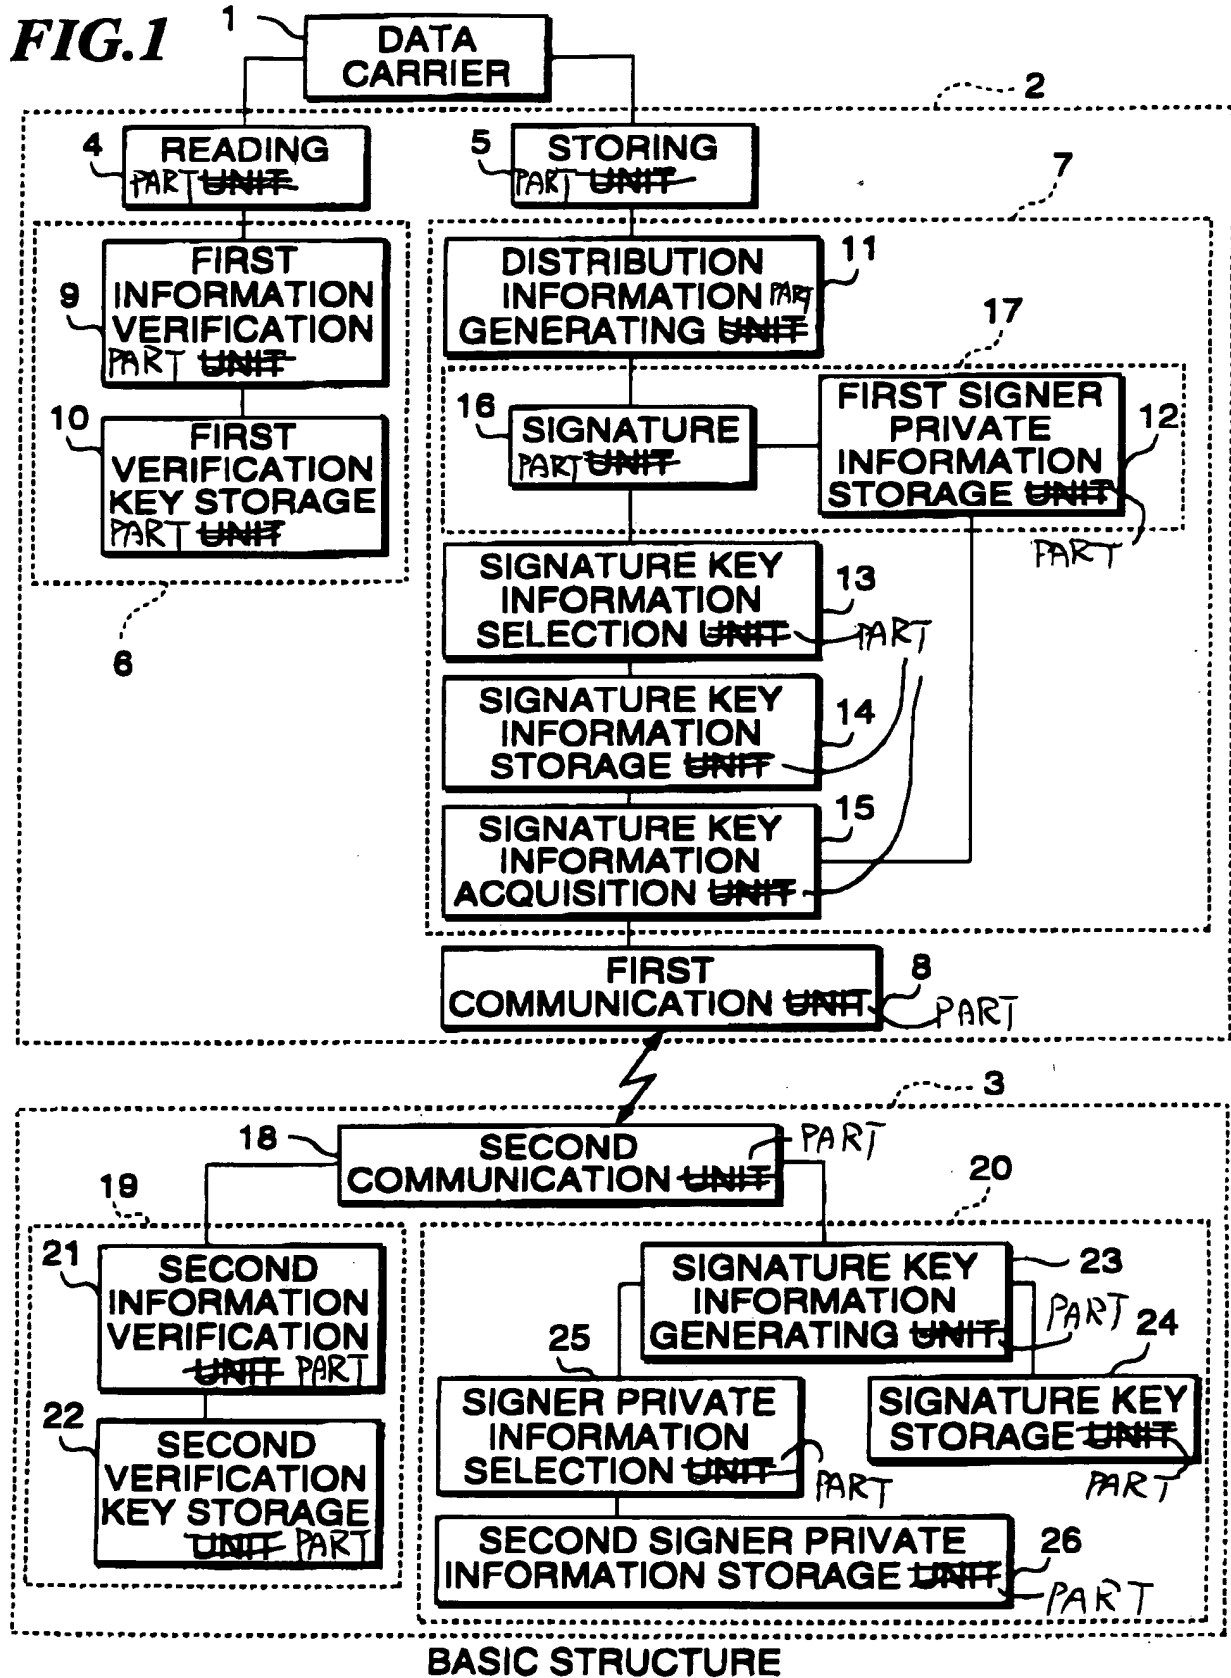 FIG.1
1
DATA
CARRIER
2
4
READING
PART UNIT
5
STORING
PART UNIT
7
6
9
FIRST
INFORMATION
VERIFICATION
PART UNIT
10
FIRST
VERIFICATION
KEY STORAGE
PART UNIT
11
DISTRIBUTION
INFORMATION PART
GENERATING UNIT
17
16
SIGNATURE
PART UNIT
12
FIRST SIGNER
PRIVATE
INFORMATION
STORAGE UNIT
PART
13
SIGNATURE KEY
INFORMATION
SELECTION UNIT PART
14
SIGNATURE KEY
INFORMATION
STORAGE UNIT
15
SIGNATURE KEY
INFORMATION
ACQUISITION UNIT
8
FIRST
COMMUNICATION UNIT PART
3
18
SECOND PART
COMMUNICATION UNIT
19
20
21
SECOND
INFORMATION
VERIFICATION
UNIT PART
22
SECOND
VERIFICATION
KEY STORAGE
UNIT PART
23
SIGNATURE KEY
INFORMATION
GENERATING UNIT PART
24
SIGNATURE KEY
STORAGE UNIT
PART
25
SIGNER PRIVATE
INFORMATION
SELECTION UNIT PART
26
SECOND SIGNER PRIVATE
INFORMATION STORAGE UNIT
PART
BASIC STRUCTURE